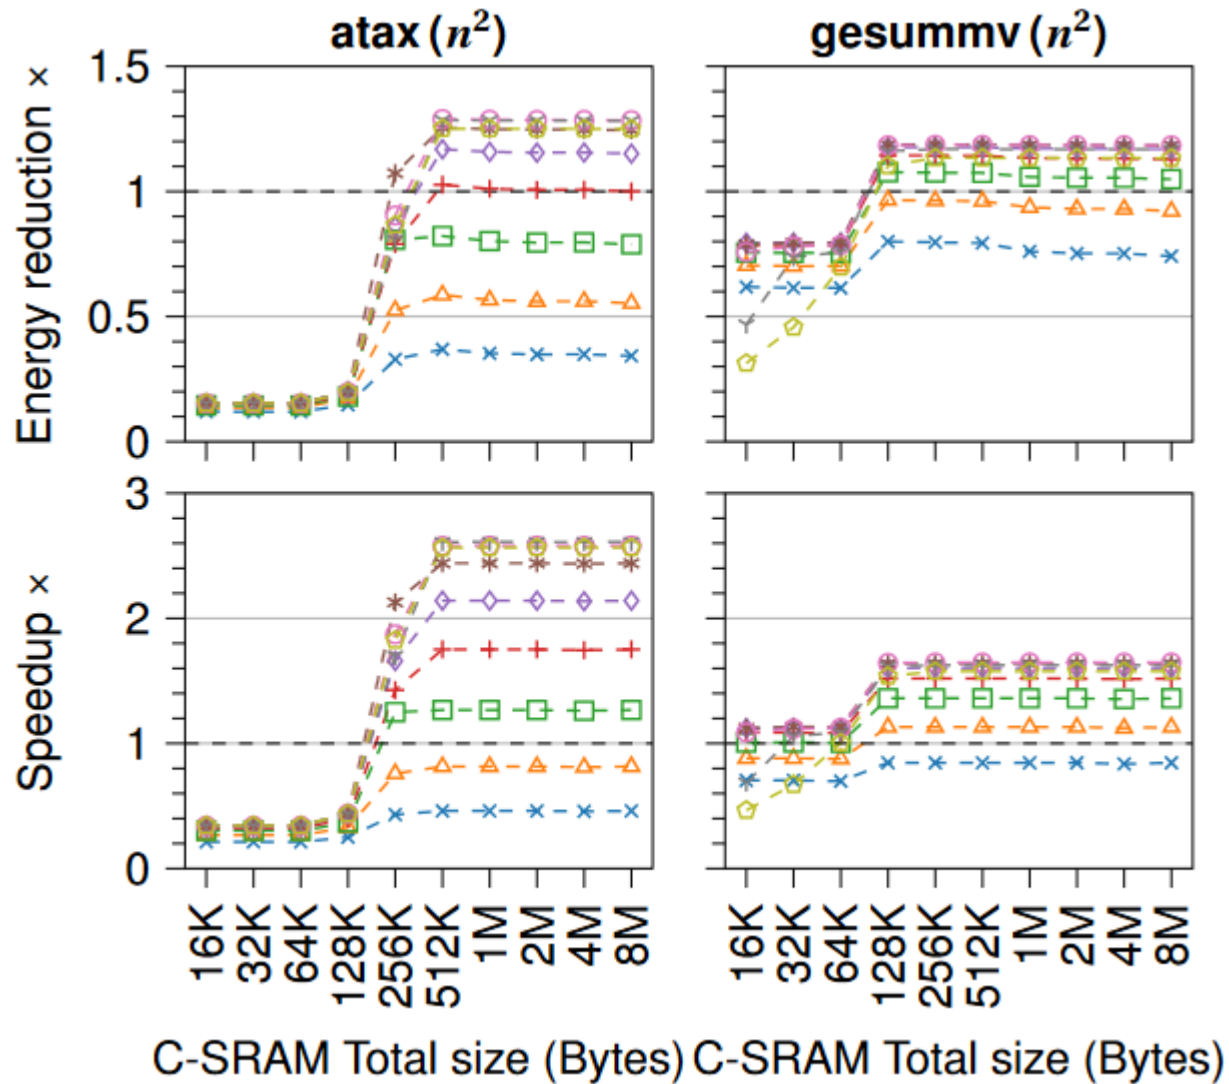 atax (n²) gesummv (n²)
Energy reduction ×
1.5
1
0.5
0
Speedup ×
3
2
1
0
16K 32K 64K 128K 256K 512K 1M 2M 4M 8M
16K 32K 64K 128K 256K 512K 1M 2M 4M 8M
C-SRAM Total size (Bytes) C-SRAM Total size (Bytes)